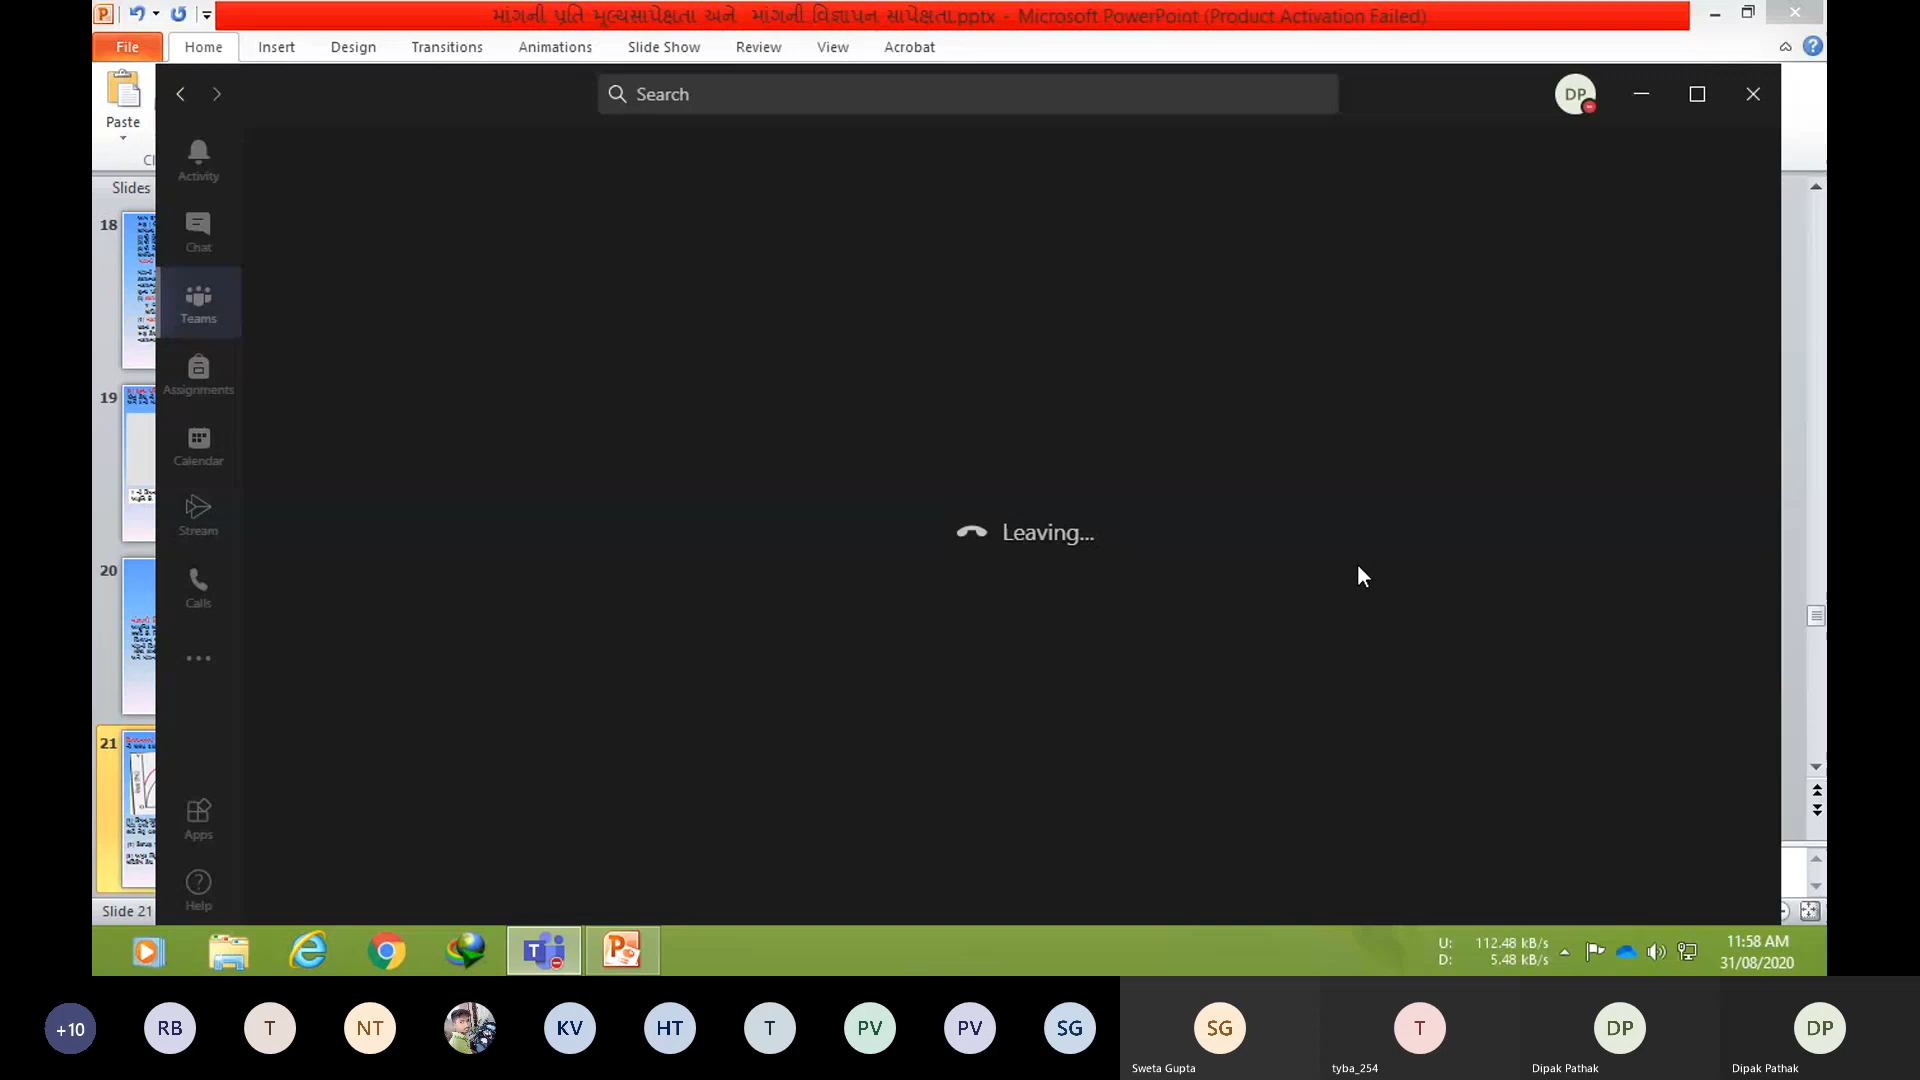 માંગની પ્રતિ મૂલ્યસાપેક્ષતા અને માંગની વિજ્ઞાપન સાપેક્ષતા.pptx - Microsoft PowerPoint (Product Activation Failed)
File Home Insert Design Transitions Animations Slide Show Review View Acrobat
Search
DP
Paste
Slides
Activity
Chat
Teams
Assignments
Calendar
Stream
Calls
Apps
Help
18
19
20
21
Leaving...
Slide 21
U: 112.48 kB/s
D: 5.48 kB/s
11:58 AM
31/08/2020
+10 RB T NT KV HT T PV PV SG SG T DP DP
Sweta Gupta tyba_254 Dipak Pathak Dipak Pathak